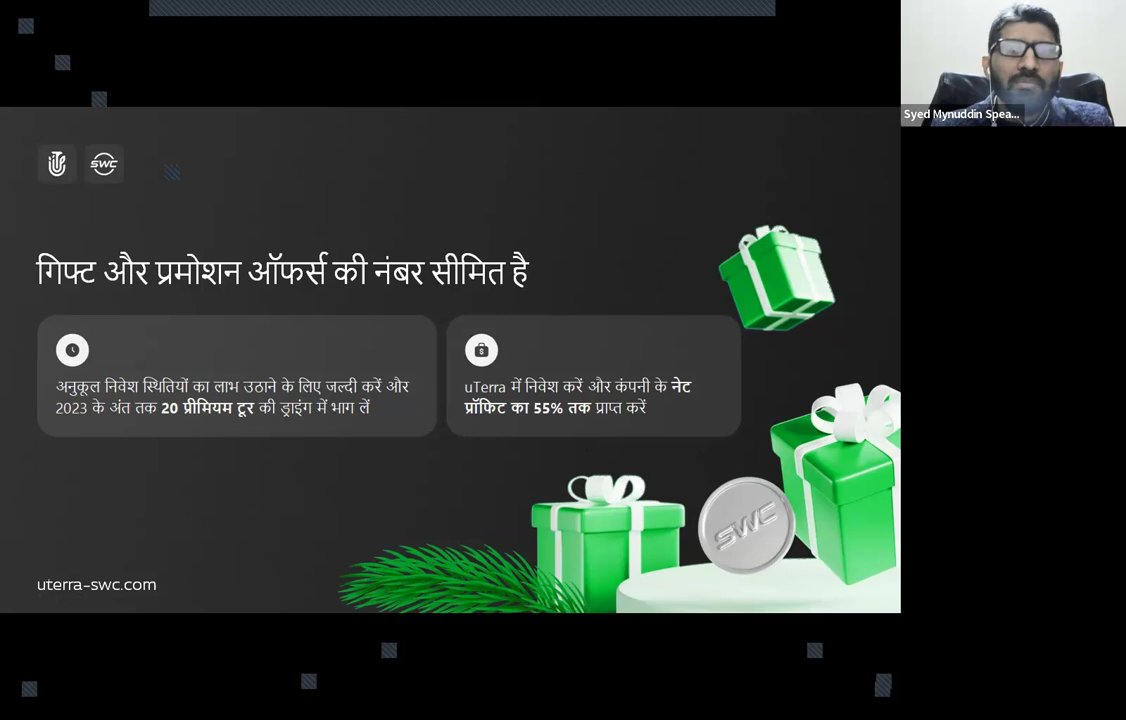 SWC
गिफ्ट और प्रमोशन ऑफर्स की नंबर सीमित है
अनुकूल निवेश स्थितियों का लाभ उठाने के लिए जल्दी करें और
2023 के अंत तक 20 प्रीमियम टूर की ड्राइंग में भाग लें
uTerra में निवेश करें और कंपनी के नेट
प्रॉफिट का 55% तक प्राप्त करें
SWC
uterra-swc.com
Syed Mynuddin Spea...